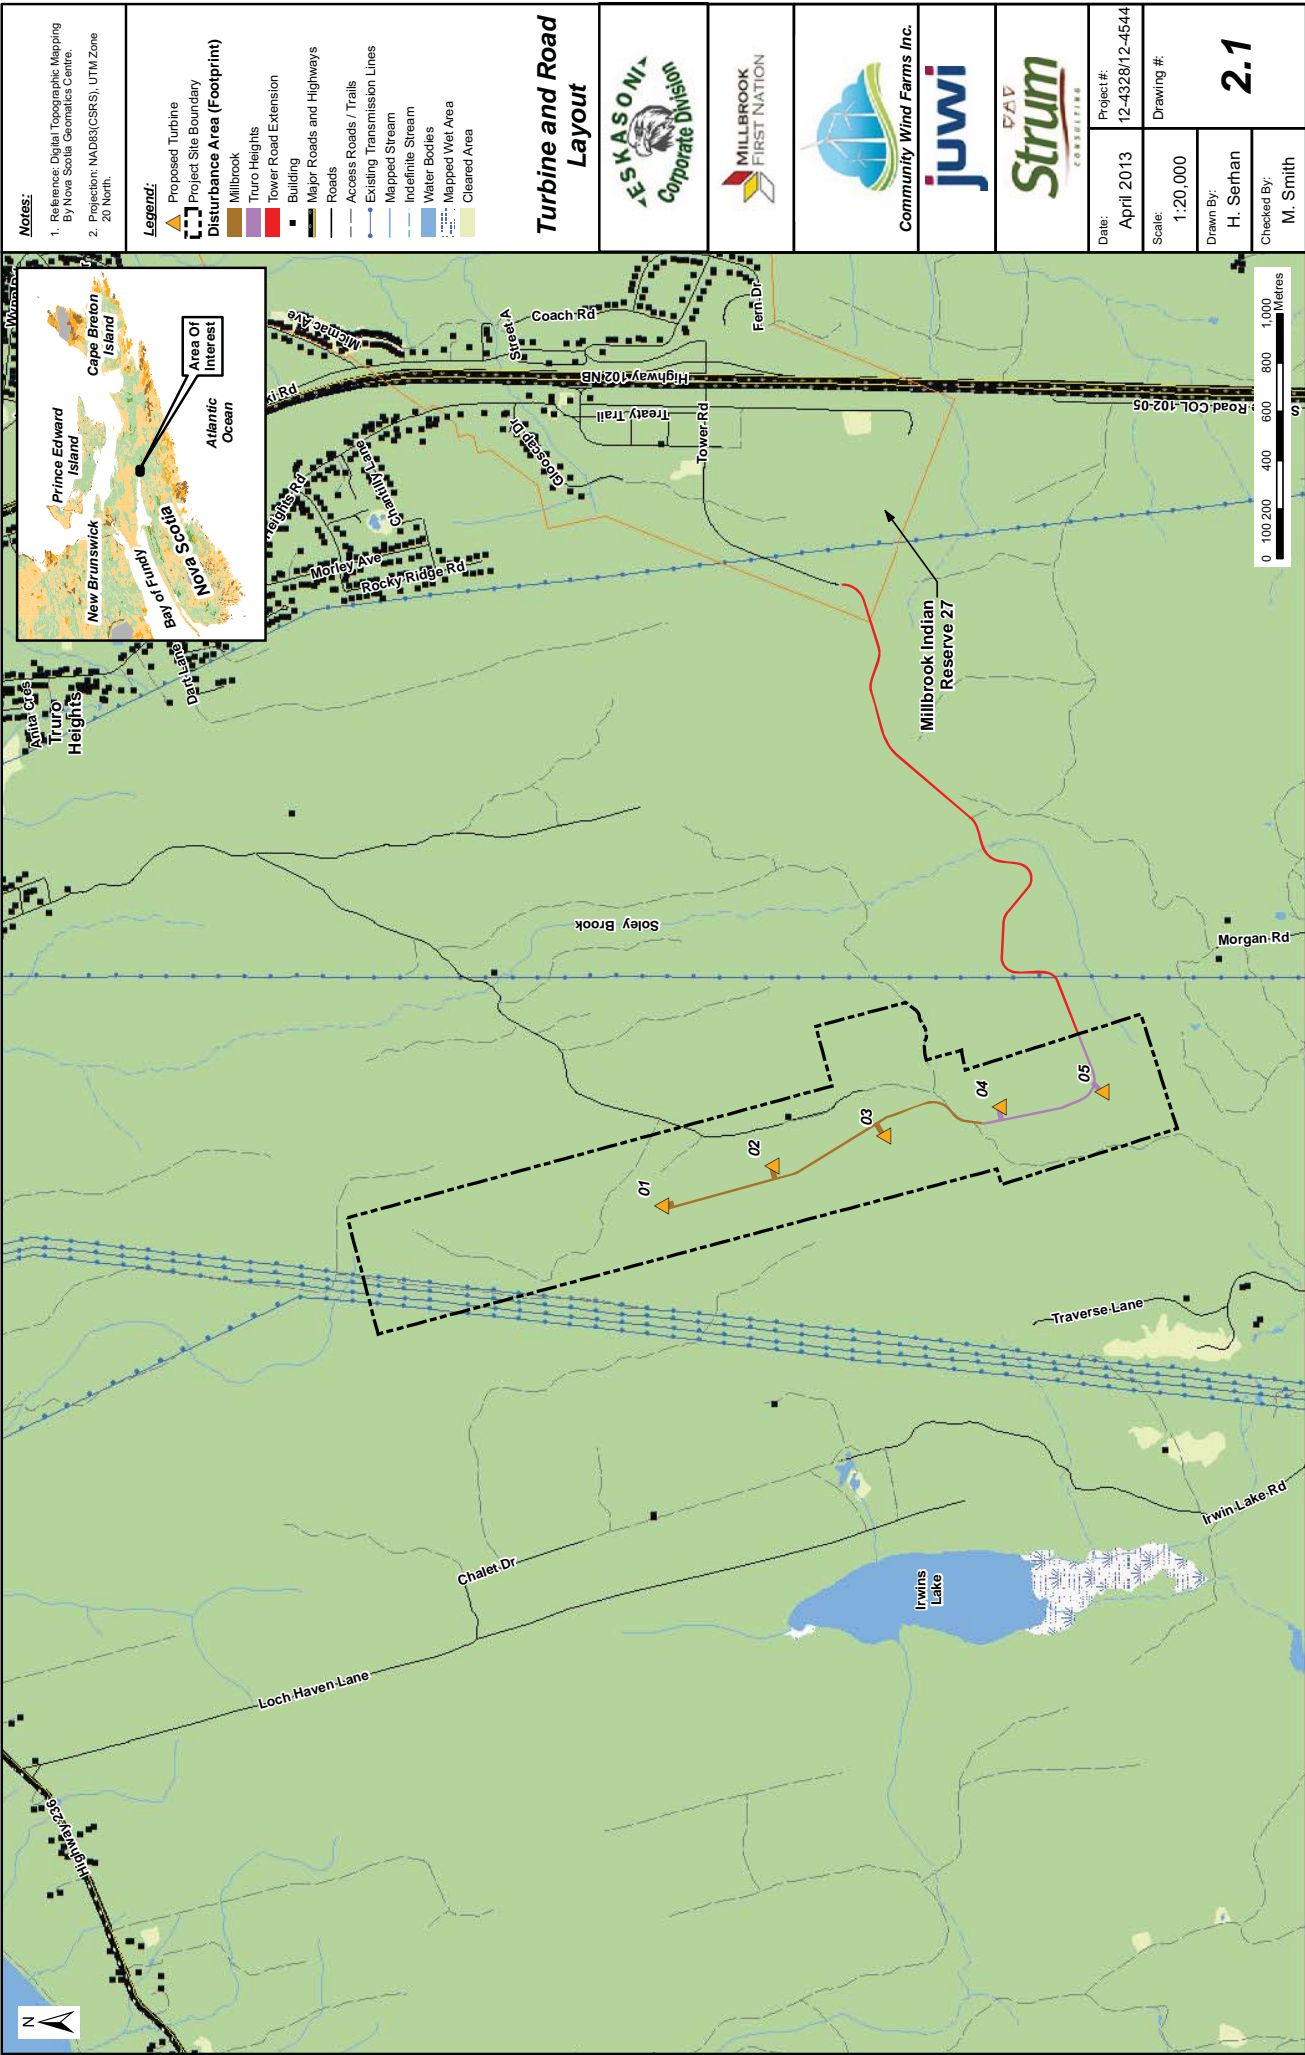 Notes:
1. Reference: Digital Topographic Mapping
By Nova Scotia Geomatics Centre.
2. Projection: NAD83(CSRS), UTM Zone
20 North.
Legend:
Proposed Turbine
Project Site Boundary
Disturbance Area (Footprint)
Millbrook
Truro Heights
Tower Road Extension
Building
Major Roads and Highways
Roads
Access Roads / Trails
Existing Transmission Lines
Mapped Stream
Indefinite Stream
Water Bodies
Mapped Wet Area
Cleared Area
Turbine and Road
Layout
ESKASONI
Corporate Division
MILLBROOK
FIRST NATION
Community Wind Farms Inc.
juwi
Strum
CONSULTING
Date:
April 2013
Project #:
12-4328/12-4544
Scale:
1:20,000
Drawing #:
2.1
Drawn By:
H. Serhan
Checked By:
M. Smith
N
Prince Edward
Island
Cape Breton
Island
New Brunswick
Bay of Fundy
Nova Scotia
Area Of
Interest
Atlantic
Ocean
Highway 236
Loch Haven Lane
Chalet Dr
Irwins
Lake
Irwin Lake Rd
Traverse Lane
01
02
03
04
05
Soley Brook
Morgan Rd
Anita Cres
Truro
Heights
Dart Lane
Heights Rd
Morley Ave
Rocky Ridge Rd
Chantilly Lane
Glooscap Dr
Treaty Trail
Tower Rd
Highway 102 NB
Micmac Ave
Street A
Coach Rd
Fern Dr
Road COL 102-05
Millbrook Indian
Reserve 27
0 100 200 400 600 800 1,000
Metres